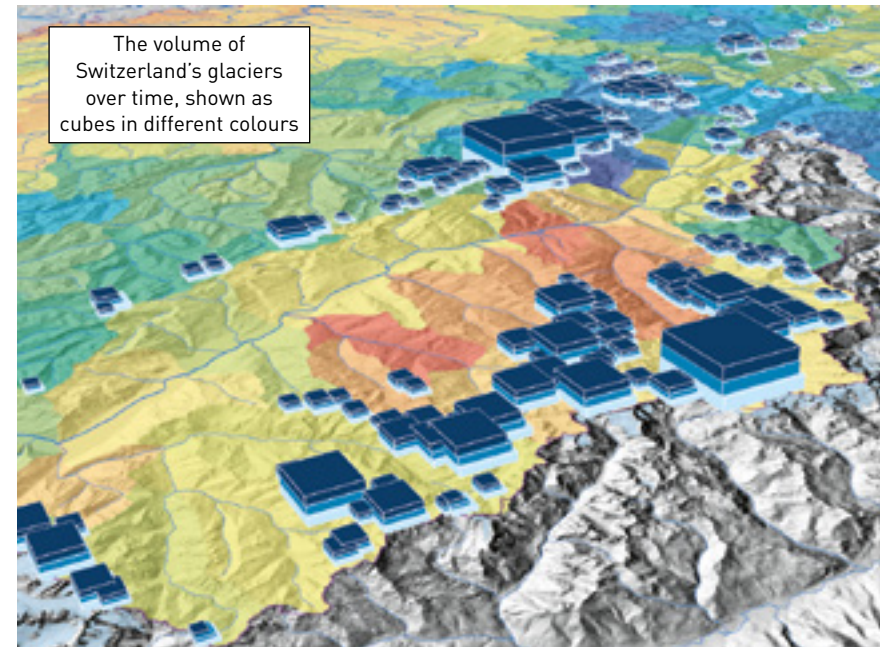 The volume of
Switzerland's glaciers
over time, shown as
cubes in different colours